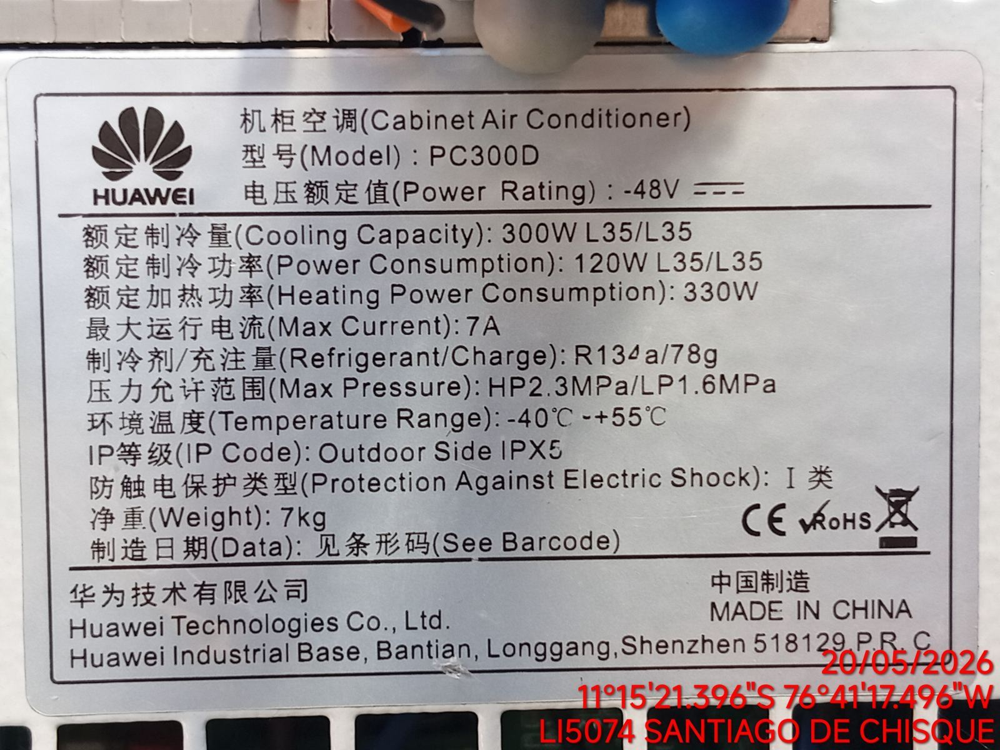 HUAWEI
机柜空调(Cabinet Air Conditioner)
型号(Model) : PC300D
电压额定值(Power Rating) : -48V
额定制冷量(Cooling Capacity): 300W L35/L35
额定制冷功率(Power Consumption): 120W L35/L35
额定加热功率(Heating Power Consumption): 330W
最大运行电流(Max Current): 7A
制冷剂/充注量(Refrigerant/Charge): R134a/78g
压力允许范围(Max Pressure): HP2.3MPa/LP1.6MPa
环境温度(Temperature Range): -40℃ -+55℃
IP等级(IP Code): Outdoor Side IPX5
防触电保护类型(Protection Against Electric Shock): I 类
净重(Weight): 7kg
CE RoHS
制造日期(Data): 见条形码(See Barcode)
华为技术有限公司
中国制造
Huawei Technologies Co., Ltd.
MADE IN CHINA
Huawei Industrial Base, Bantian, Longgang,Shenzhen 518129.P.R. C
20/05/2026
11°15'21.396"S 76°41'17.496"W
LI5074 SANTIAGO DE CHISQUE